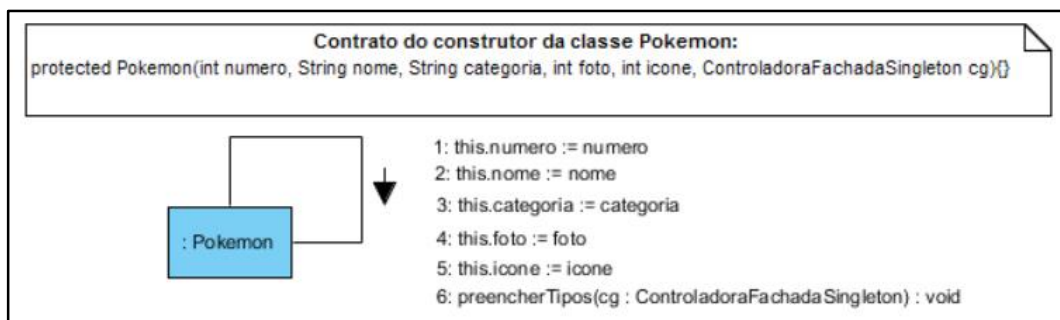 Contrato do construtor da classe Pokemon:
protected Pokemon(int numero, String nome, String categoria, int foto, int icone, ControladoraFachadaSingleton cg){}
1: this.numero := numero
2: this.nome := nome
3: this.categoria := categoria
4: this.foto := foto
5: this.icone := icone
6: preencherTipos(cg : ControladoraFachadaSingleton) : void
: Pokemon